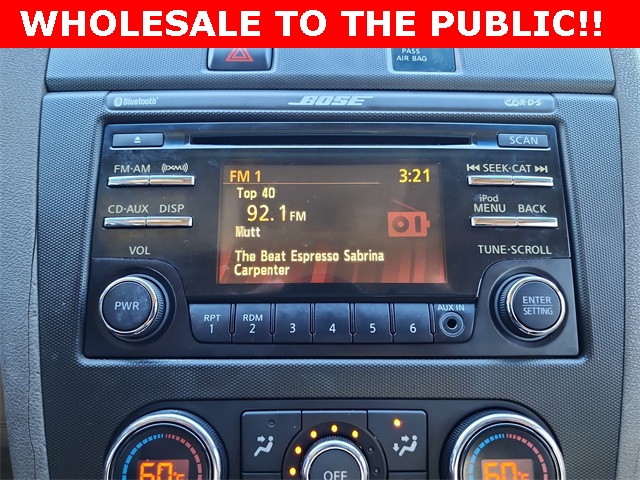 WHOLESALE TO THE PUBLIC!!
PASS
AIR BAG
Bluetooth
BOSE
R·D·S
SCAN
FM·AM
SEEK·CAT
FM 1 3:21
Top 40
92.1 FM
Mutt
The Beat Espresso Sabrina
Carpenter
CD·AUX DISP
iPod
MENU BACK
VOL
TUNE·SCROLL
PWR
ENTER
SETTING
RPT
1
RDM
2
3
4
5
6
AUX IN
60°C
OFF
60°C